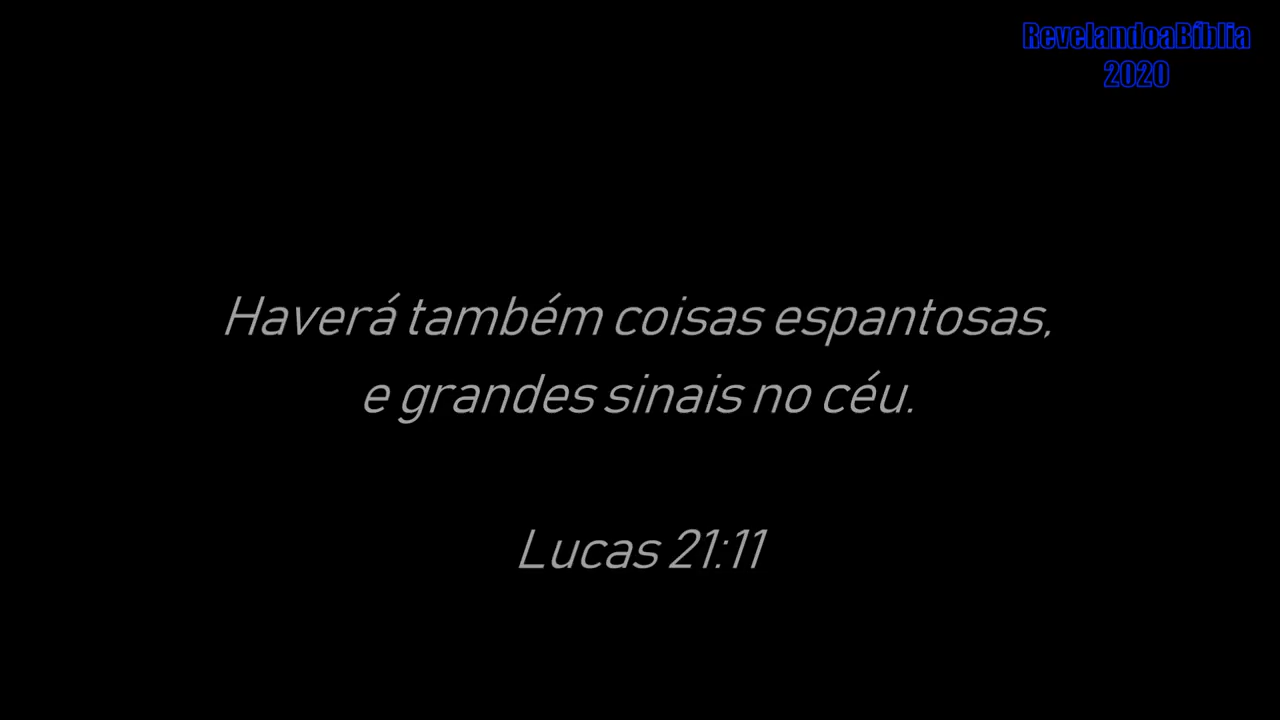 RevelandoaBíblia
2020
Haverá também coisas espantosas,
e grandes sinais no céu.
Lucas 21:11